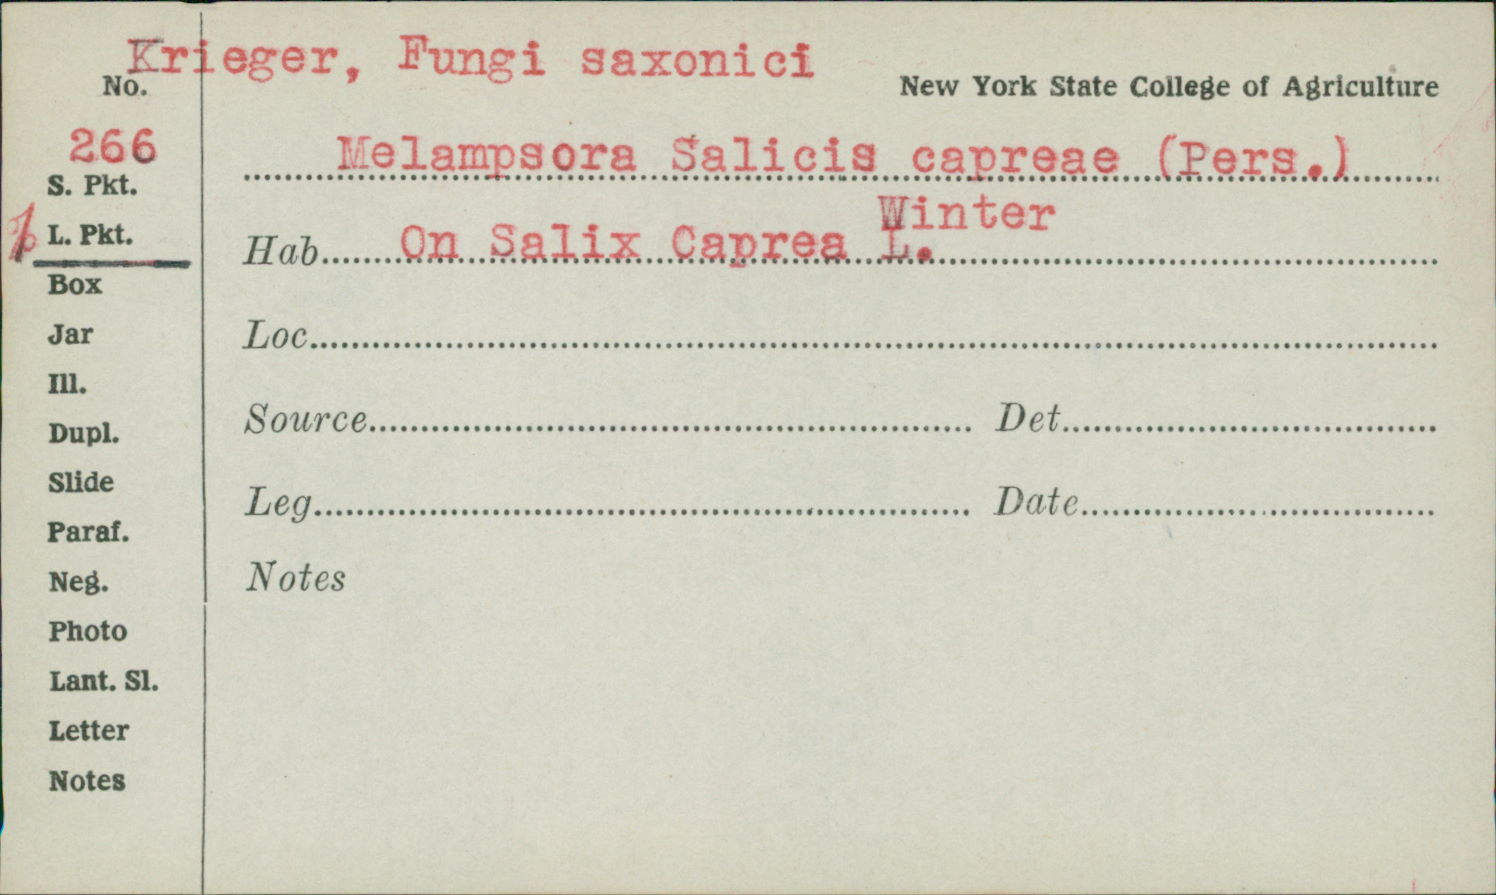 Krieger, Fungi saxonici
No.
New York State College of Agriculture
266
Melampsora Salicis capreae (Pers.)
S. Pkt.
Winter
L. Pkt.
Hab. On Salix Caprea L.
Box
Jar
Loc.
Ill.
Dupl.
Source Det.
Slide
Leg. Date
Paraf.
Neg.
Notes
Photo
Lant. Sl.
Letter
Notes